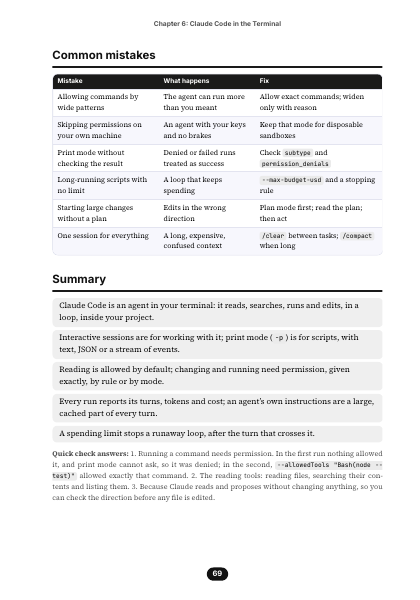 Chapter 6: Claude Code in the Terminal
Common mistakes
Mistake What happens Fix
Allowing commands by wide patterns The agent can run more than you meant Allow exact commands; widen only with reason
Skipping permissions on your own machine An agent with your keys and no brakes Keep that mode for disposable sandboxes
Print mode without checking the result Denied or failed runs treated as success Check subtype and permission_denials
Long-running scripts with no limit A loop that keeps spending --max-budget-usd and a stopping rule
Starting large changes without a plan Edits in the wrong direction Plan mode first; read the plan; then act
One session for everything A long, expensive, confused context /clear between tasks; /compact when long
Summary
Claude Code is an agent in your terminal: it reads, searches, runs and edits, in a
loop, inside your project.
Interactive sessions are for working with it; print mode ( -p ) is for scripts, with
text, JSON or a stream of events.
Reading is allowed by default; changing and running need permission, given
exactly, by rule or by mode.
Every run reports its turns, tokens and cost; an agent's own instructions are a large,
cached part of every turn.
A spending limit stops a runaway loop, after the turn that crosses it.
Quick check answers: 1. Running a command needs permission. In the first run nothing allowed
it, and print mode cannot ask, so it was denied; in the second, --allowedTools "Bash(node --
test)" allowed exactly that command. 2. The reading tools: reading files, searching their con-
tents and listing them. 3. Because Claude reads and proposes without changing anything, so you
can check the direction before any file is edited.
69